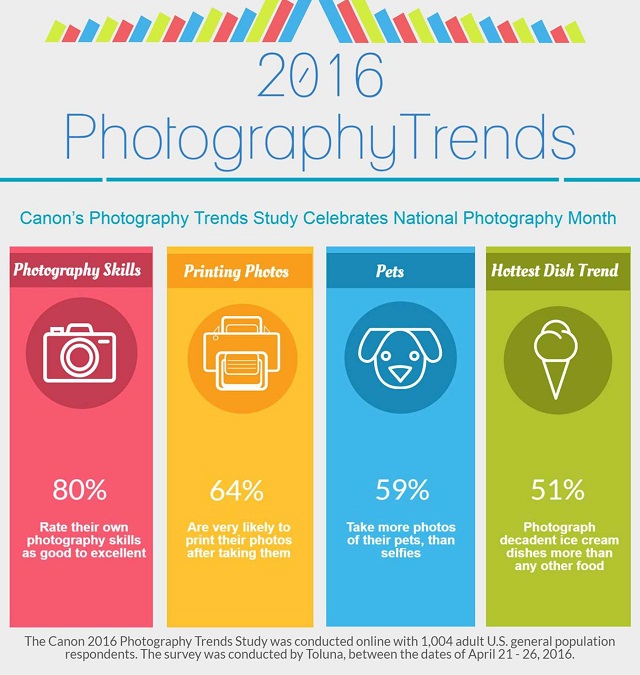 2016
PhotographyTrends
Canon's Photography Trends Study Celebrates National Photography Month
Photography Skills
80%
Rate their own
photography skills
as good to excellent
Printing Photos
64%
Are very likely to
print their photos
after taking them
Pets
59%
Take more photos
of their pets, than
selfies
Hottest Dish Trend
51%
Photograph
decadent ice cream
dishes more than
any other food
The Canon 2016 Photography Trends Study was conducted online with 1,004 adult U.S. general population
respondents. The survey was conducted by Toluna, between the dates of April 21 - 26, 2016.